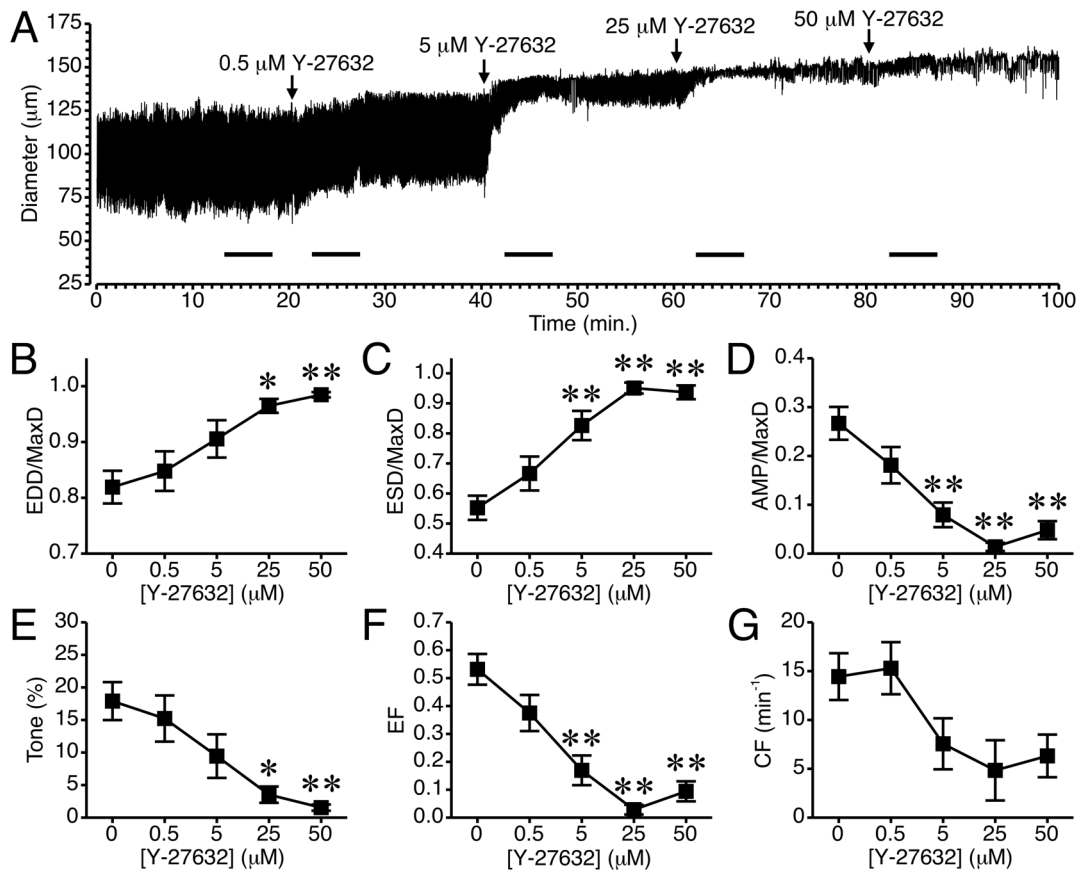 A
175
150
125
100
75
50
25
Diameter (μm)
0.5 μM Y-27632
5 μM Y-27632
25 μM Y-27632
50 μM Y-27632
0 10 20 30 40 50 60 70 80 90 100
Time (min.)
B
EDD/MaxD
1.0
0.9
0.8
0.7
* **
0 0.5 5 25 50
[Y-27632] (μM)
C
ESD/MaxD
1.0
0.9
0.8
0.7
0.6
0.5
0.4
** ** **
0 0.5 5 25 50
[Y-27632] (μM)
D
AMP/MaxD
0.4
0.3
0.2
0.1
0.0
** ** **
0 0.5 5 25 50
[Y-27632] (μM)
E
Tone (%)
30
25
20
15
10
5
0
* **
0 0.5 5 25 50
[Y-27632] (μM)
F
EF
0.7
0.6
0.5
0.4
0.3
0.2
0.1
0.0
** ** **
0 0.5 5 25 50
[Y-27632] (μM)
G
CF (min⁻¹)
20
15
10
5
0
0 0.5 5 25 50
[Y-27632] (μM)